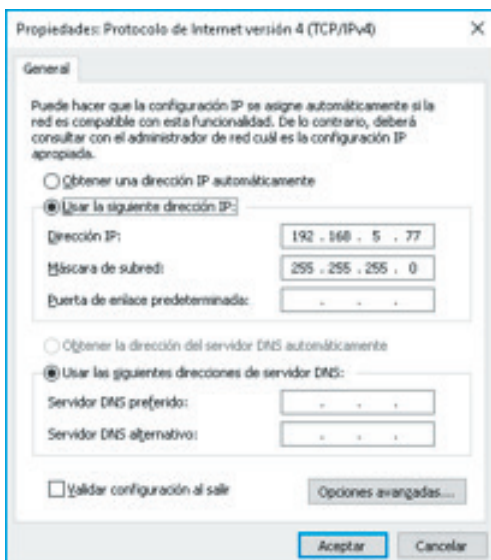 Propiedades: Protocolo de Internet versión 4 (TCP/IPv4)
General
Puede hacer que la configuración IP se asigne automáticamente si la
red es compatible con esta funcionalidad. De lo contrario, deberá
consultar con el administrador de red cuál es la configuración IP
apropiada.
Obtener una dirección IP automáticamente
Usar la siguiente dirección IP:
Dirección IP: 192 . 168 . 5 . 77
Máscara de subred: 255 . 255 . 255 . 0
Puerta de enlace predeterminada: . . .
Obtener la dirección del servidor DNS automáticamente
Usar las siguientes direcciones de servidor DNS:
Servidor DNS preferido: . . .
Servidor DNS alternativo: . . .
Validar configuración al salir
Opciones avanzadas...
Aceptar Cancelar